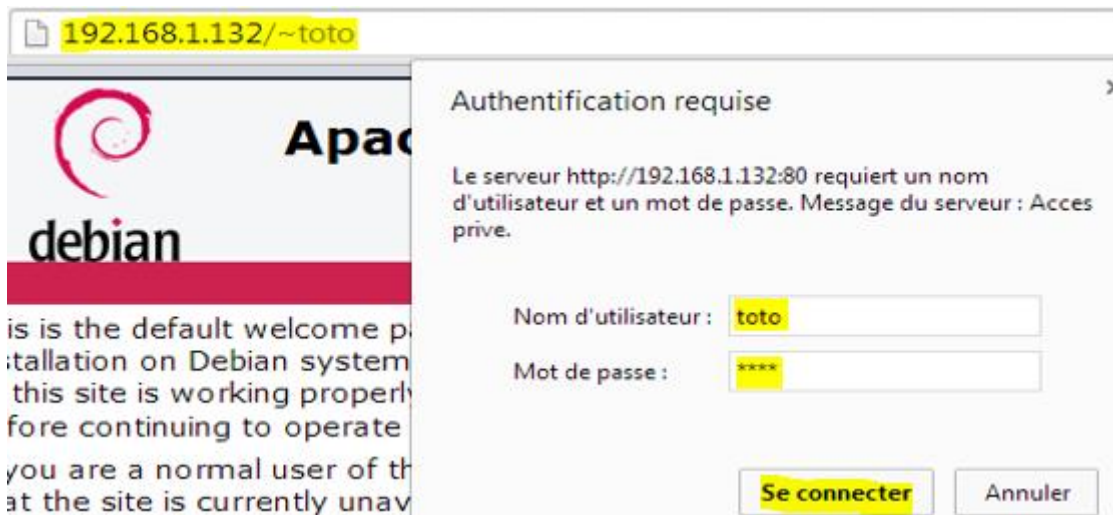 192.168.1.132/~toto
debian
Apac
is is the default welcome p
stallation on Debian system
this site is working properly
fore continuing to operate
you are a normal user of th
at the site is currently unav
Authentification requise
Le serveur http://192.168.1.132:80 requiert un nom
d'utilisateur et un mot de passe. Message du serveur : Acces
prive.
Nom d'utilisateur : toto
Mot de passe : ****
Se connecter Annuler